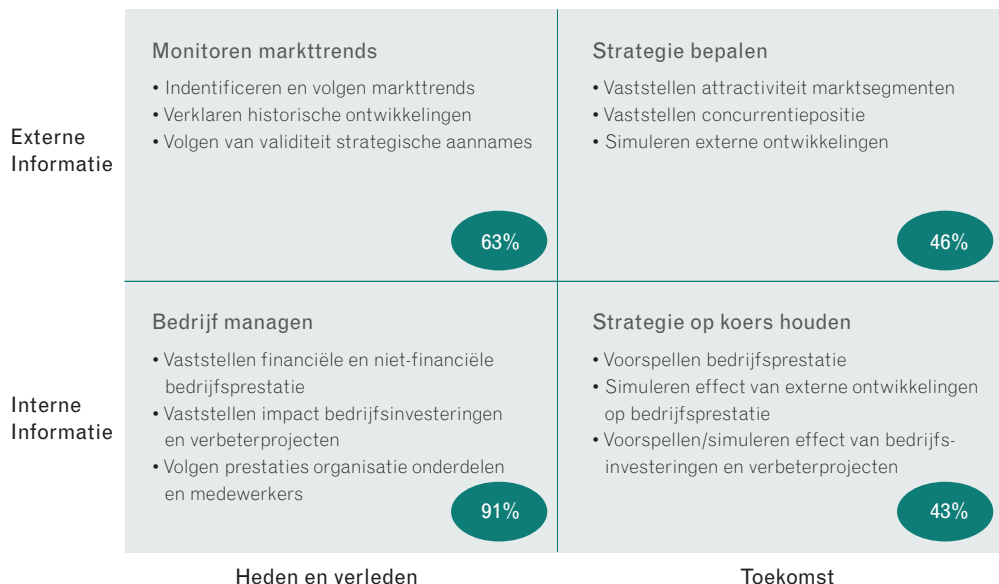 Monitoren markttrends
• Indentificeren en volgen markttrends
• Verklaren historische ontwikkelingen
• Volgen van validiteit strategische aannames
63%
Strategie bepalen
• Vaststellen attractiviteit marktsegmenten
• Vaststellen concurrentiepositie
• Simuleren externe ontwikkelingen
46%
Externe
Informatie
Bedrijf managen
• Vaststellen financiële en niet-financiële
bedrijfsprestatie
• Vaststellen impact bedrijfsinvesteringen
en verbeterprojecten
• Volgen prestaties organisatie onderdelen
en medewerkers
91%
Strategie op koers houden
• Voorspellen bedrijfsprestatie
• Simuleren effect van externe ontwikkelingen
op bedrijfsprestatie
• Voorspellen/simuleren effect van bedrijfs-
investeringen en verbeterprojecten
43%
Interne
Informatie
Heden en verleden
Toekomst